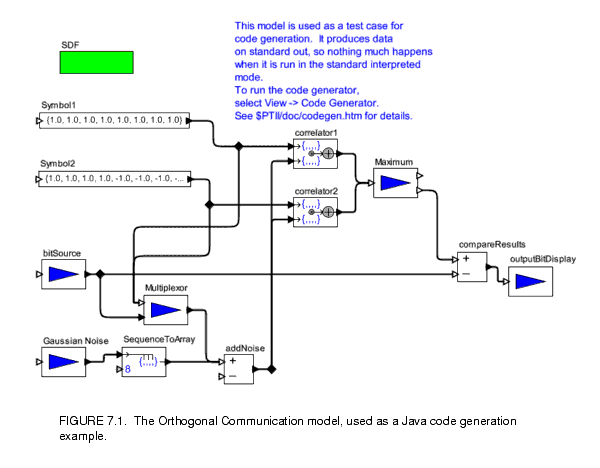 This model is used as a test case for
code generation. It produces data
on standard out, so nothing much happens
when it is run in the standard interpreted
mode.
To run the code generator,
select View -> Code Generator.
See $PTII/doc/codegen.htm for details.
SDF
Symbol1
{1.0, 1.0, 1.0, 1.0, 1.0, 1.0, 1.0, 1.0}
correlator1
{,,,,}
{,,,,}
Maximum
Symbol2
{1.0, 1.0, 1.0, 1.0, -1.0, -1.0, -1.0, -...
correlator2
{,,,,}
{,,,,}
compareResults
+
−
outputBitDisplay
bitSource
Multiplexor
Gaussian Noise
SequenceToArray
{,,,,}
8
addNoise
+
−
FIGURE 7.1. The Orthogonal Communication model, used as a Java code generation
example.